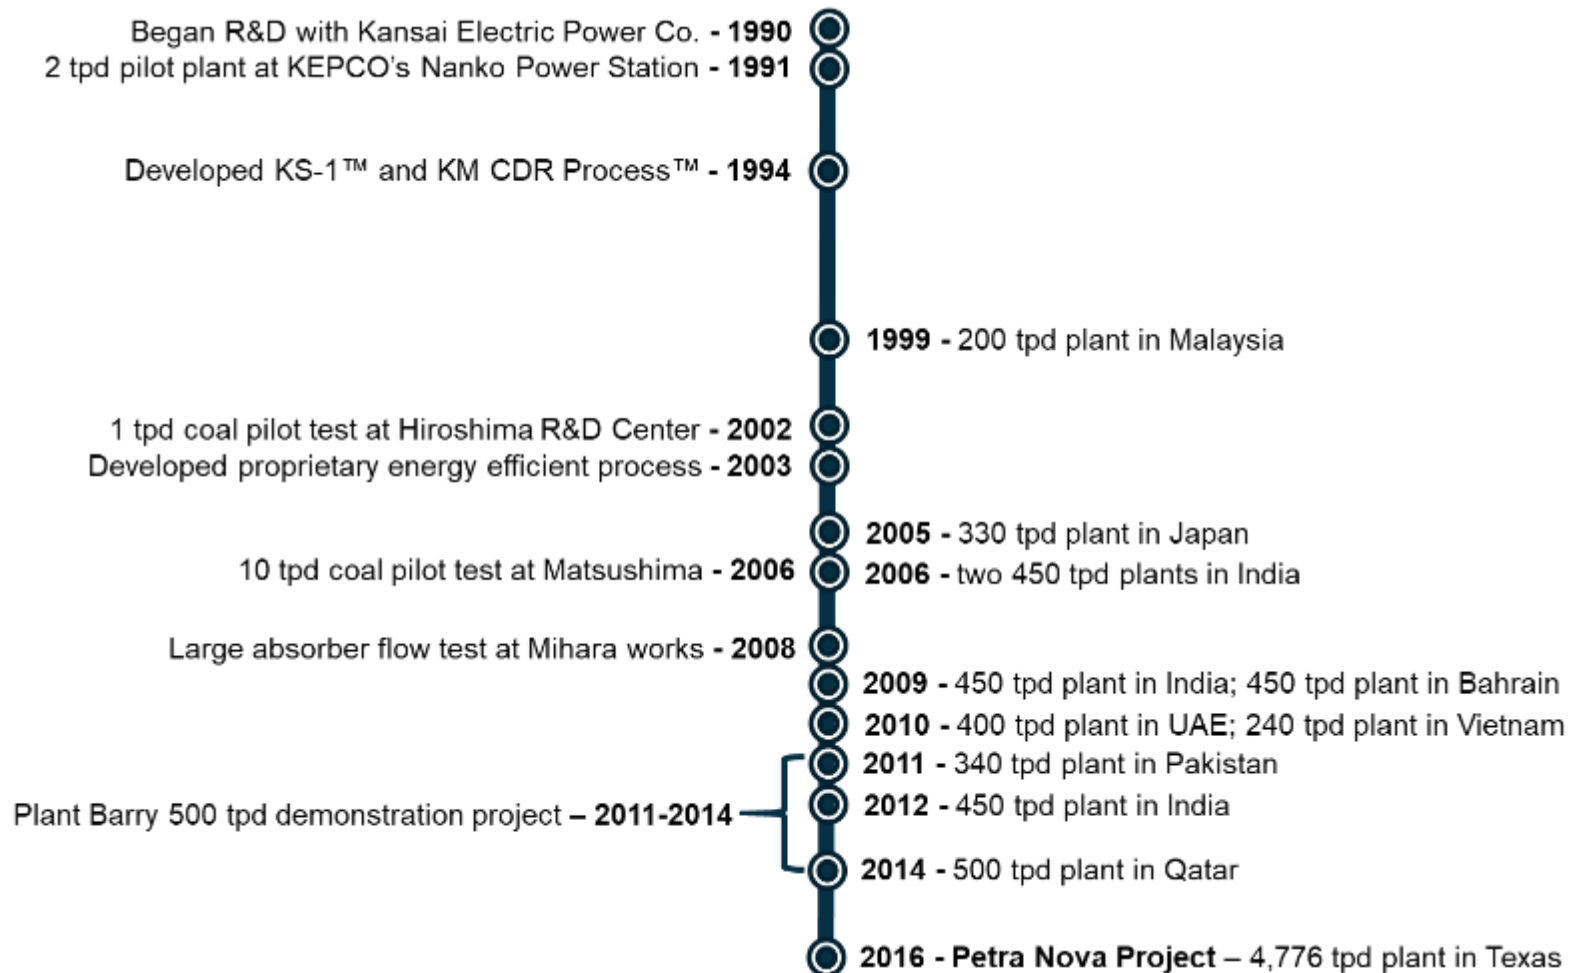 Began R&D with Kansai Electric Power Co. - 1990
2 tpd pilot plant at KEPCO's Nanko Power Station - 1991
Developed KS-1™ and KM CDR Process™ - 1994
1999 - 200 tpd plant in Malaysia
1 tpd coal pilot test at Hiroshima R&D Center - 2002
Developed proprietary energy efficient process - 2003
2005 - 330 tpd plant in Japan
10 tpd coal pilot test at Matsushima - 2006
2006 - two 450 tpd plants in India
Large absorber flow test at Mihara works - 2008
2009 - 450 tpd plant in India; 450 tpd plant in Bahrain
2010 - 400 tpd plant in UAE; 240 tpd plant in Vietnam
2011 - 340 tpd plant in Pakistan
Plant Barry 500 tpd demonstration project – 2011-2014
2012 - 450 tpd plant in India
2014 - 500 tpd plant in Qatar
2016 - Petra Nova Project – 4,776 tpd plant in Texas